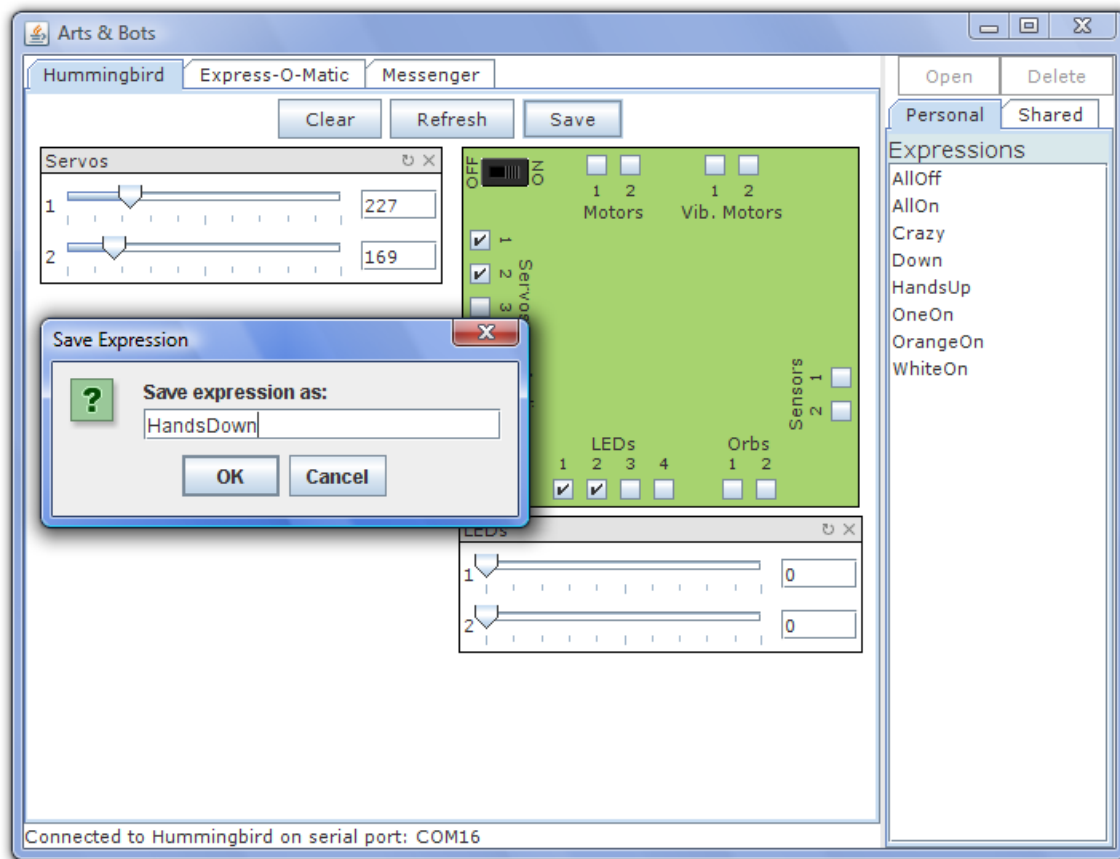 Arts & Bots
Hummingbird Express-O-Matic Messenger
Open Delete
Clear Refresh Save
Personal Shared
Expressions
AllOff
AllOn
Crazy
Down
HandsUp
OneOn
OrangeOn
WhiteOn
Servos
1 227
2 169
OFF ON
1 2 1 2
Motors Vib. Motors
1
2
3
Servos
Sensors
1
2
LEDs Orbs
1 2 3 4 1 2
Save Expression
?
Save expression as:
HandsDown
OK Cancel
LEDs
1 0
2 0
Connected to Hummingbird on serial port: COM16